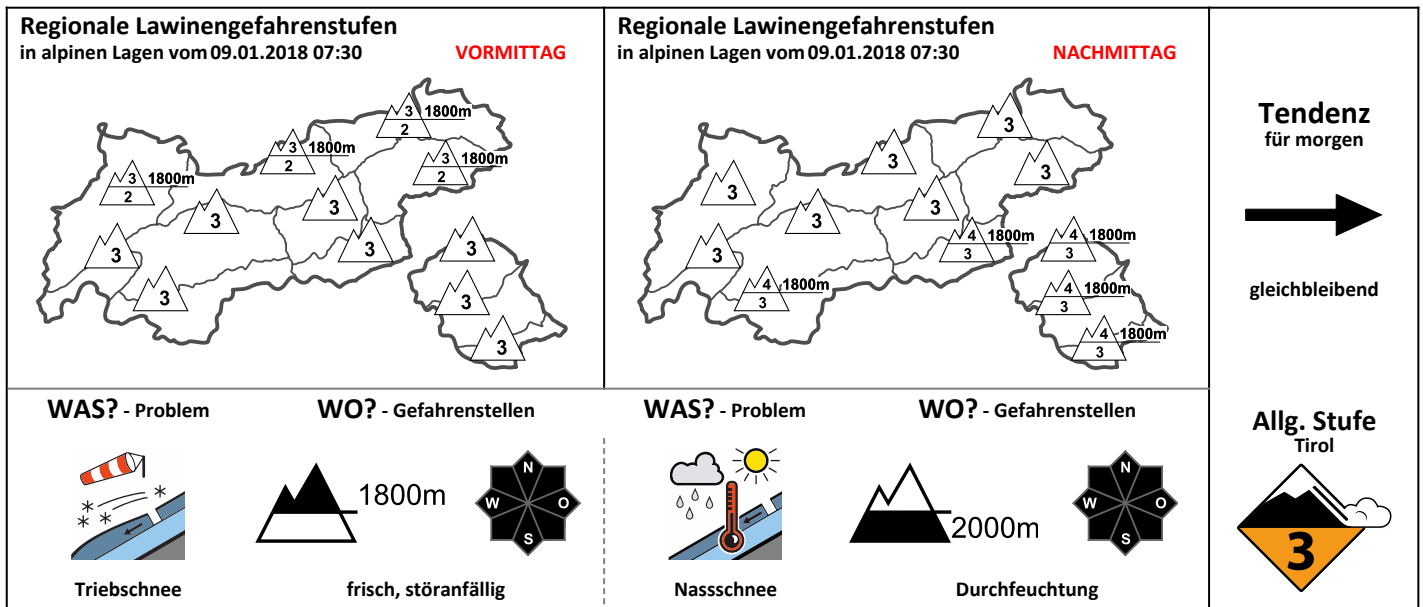 Regionale Lawinengefahrenstufen
in alpinen Lagen vom 09.01.2018 07:30 VORMITTAG
3 1800m
2
3 1800m
2
3 1800m
2
3 1800m
2
3
3
3
3
3
3
3
3
Regionale Lawinengefahrenstufen
in alpinen Lagen vom 09.01.2018 07:30 NACHMITTAG
3
3
3
3
3
3
3
4 1800m
3
4 1800m
3
4 1800m
3
4 1800m
3
4 1800m
3
Tendenz
für morgen
gleichbleibend
WAS? - Problem
WO? - Gefahrenstellen
1800m
N
W O
S
Triebschnee
frisch, störanfällig
WAS? - Problem
WO? - Gefahrenstellen
2000m
N
W O
S
Nassschnee
Durchfeuchtung
Allg. Stufe
Tirol
3